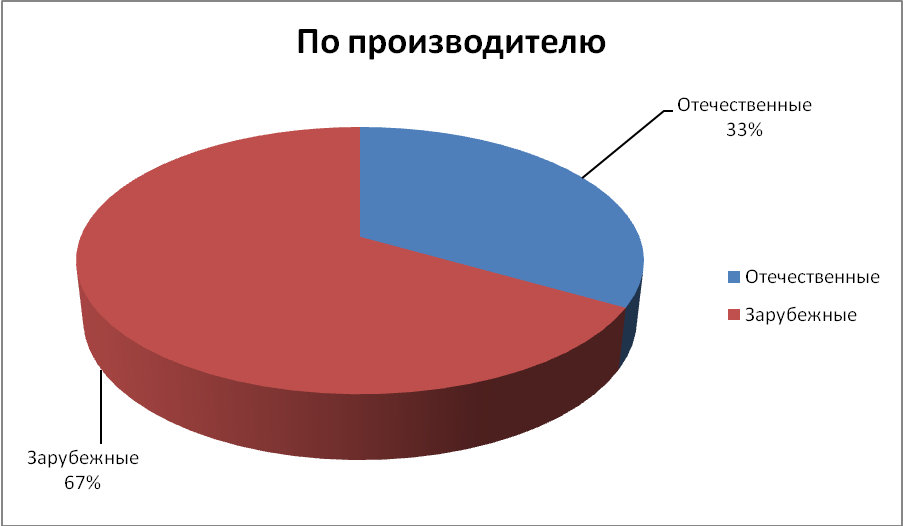 По производителю
Отечественные
33%
Отечественные
Зарубежные
Зарубежные
67%